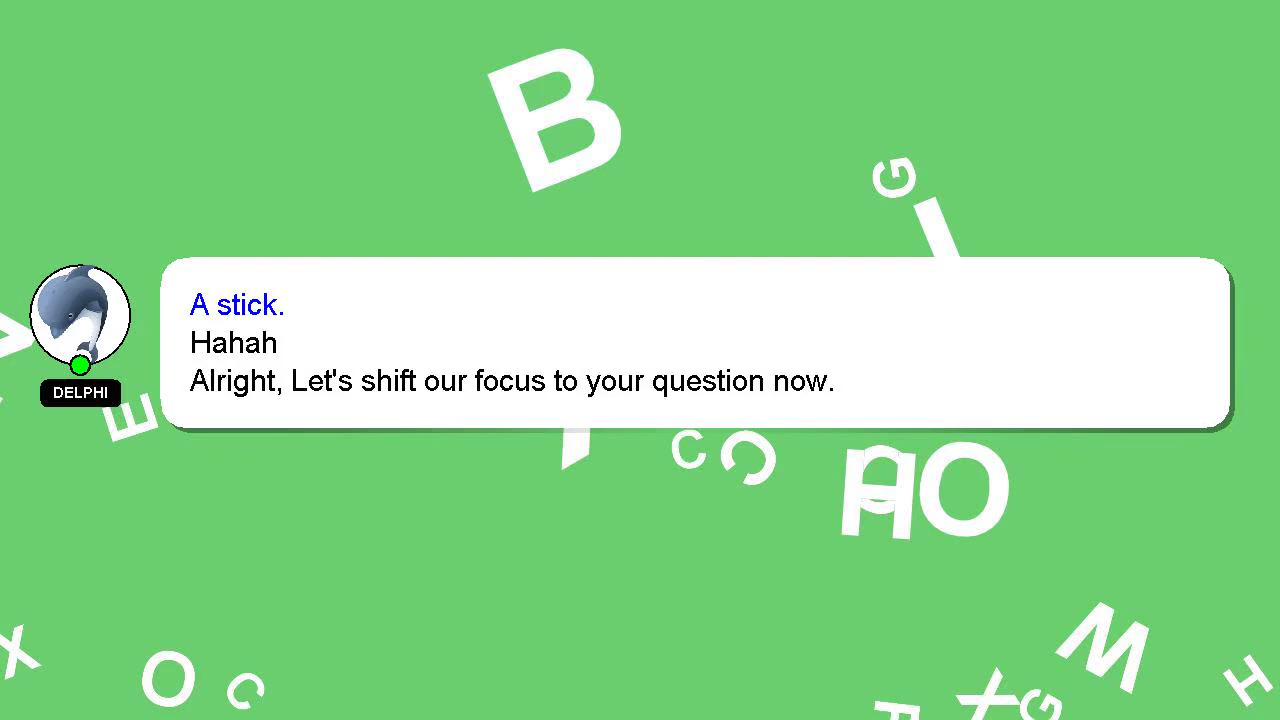 B
G
I
A stick.
Hahah
Alright, Let's shift our focus to your question now.
DELPHI
E
C
C
H
O
O
X
O
C
M
H
X
G